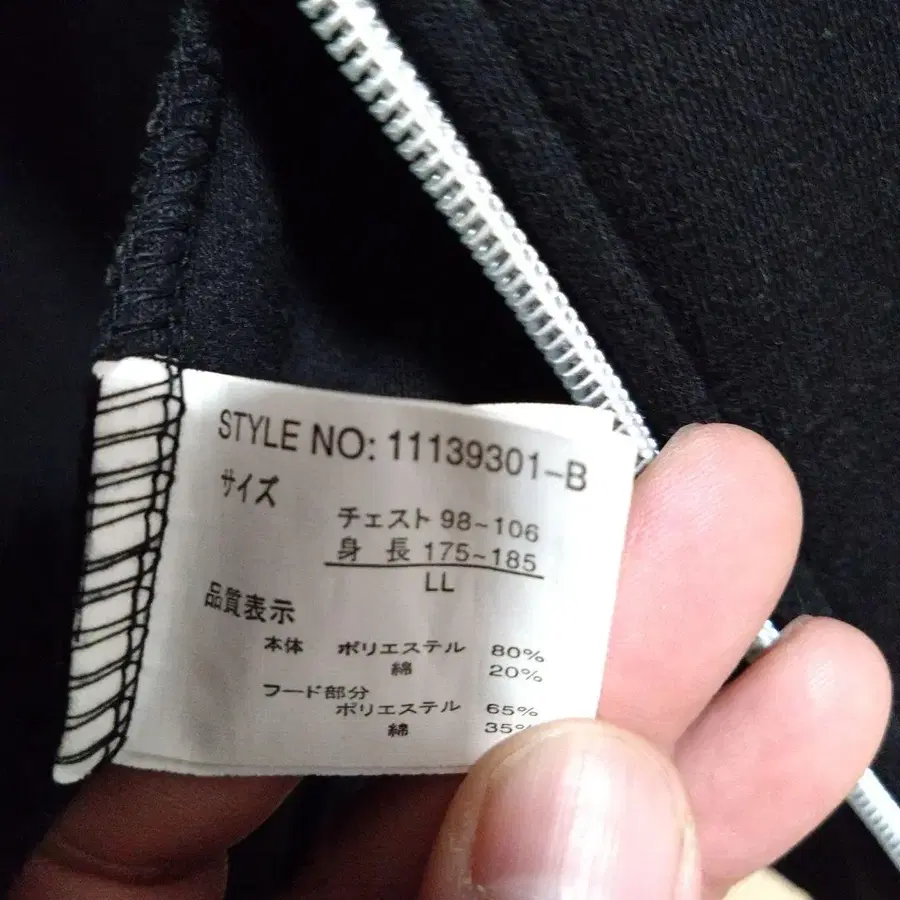 STYLE NO: 11139301-B
サイズ
チェスト 98~106
身 長 175~185
LL
品質表示
本体 ポリエステル 80%
綿 20%
フード部分
ポリエステル 65%
綿 35%